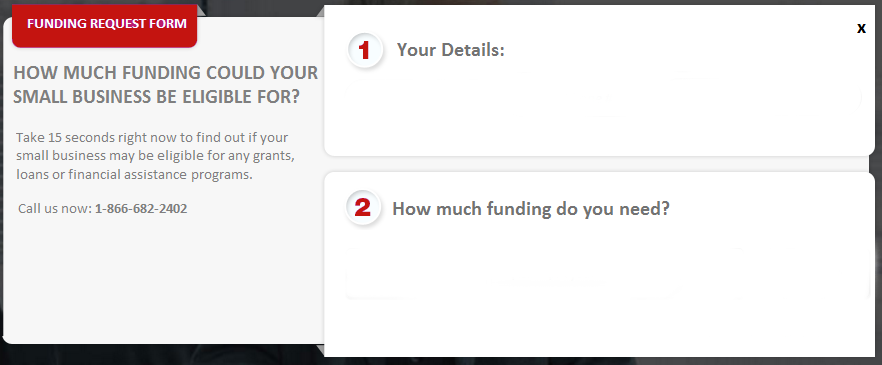 FUNDING REQUEST FORM
HOW MUCH FUNDING COULD YOUR
SMALL BUSINESS BE ELIGIBLE FOR?
Take 15 seconds right now to find out if your
small business may be eligible for any grants,
loans or financial assistance programs.
Call us now: 1-866-682-2402
x
1 Your Details:
2 How much funding do you need?